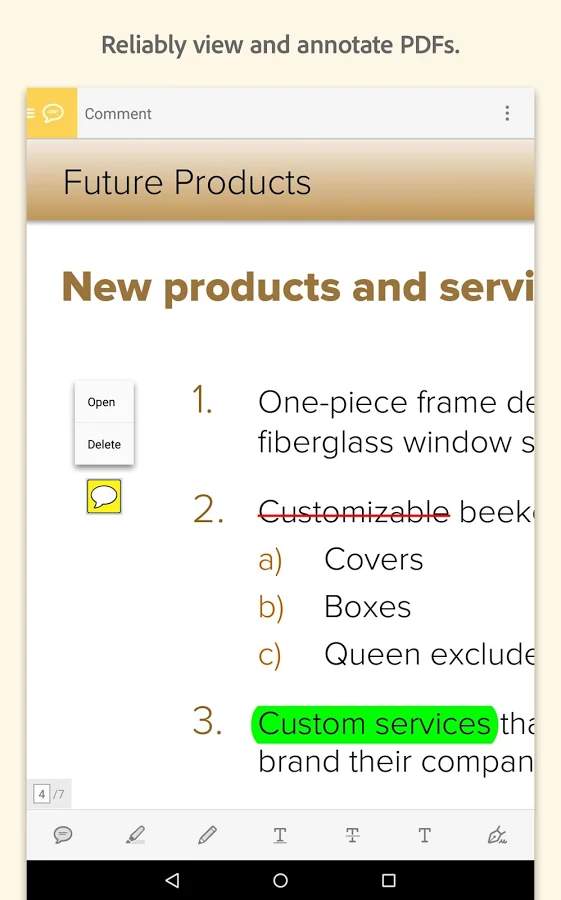 Reliably view and annotate PDFs.
Comment
Future Products
New products and servi
Open
Delete
1. One-piece frame de
fiberglass window s
2. Customizable beek
a) Covers
b) Boxes
c) Queen exclude
3. Custom services tha
brand their compan
4 /7
T T T